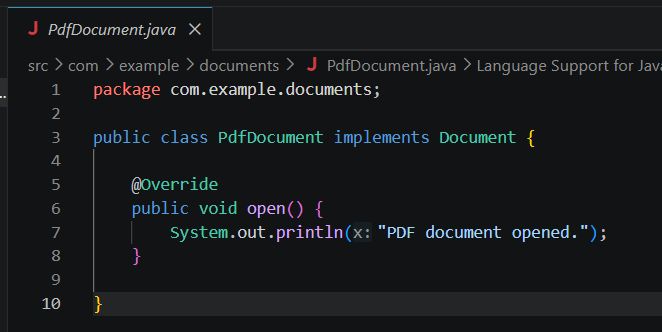 J PdfDocument.java ×
src > com > example > documents > J PdfDocument.java > Language Support for Java
1 package com.example.documents;
2
3 public class PdfDocument implements Document {
4
5     @Override
6     public void open() {
7         System.out.println(x: "PDF document opened.");
8     }
9
10 }